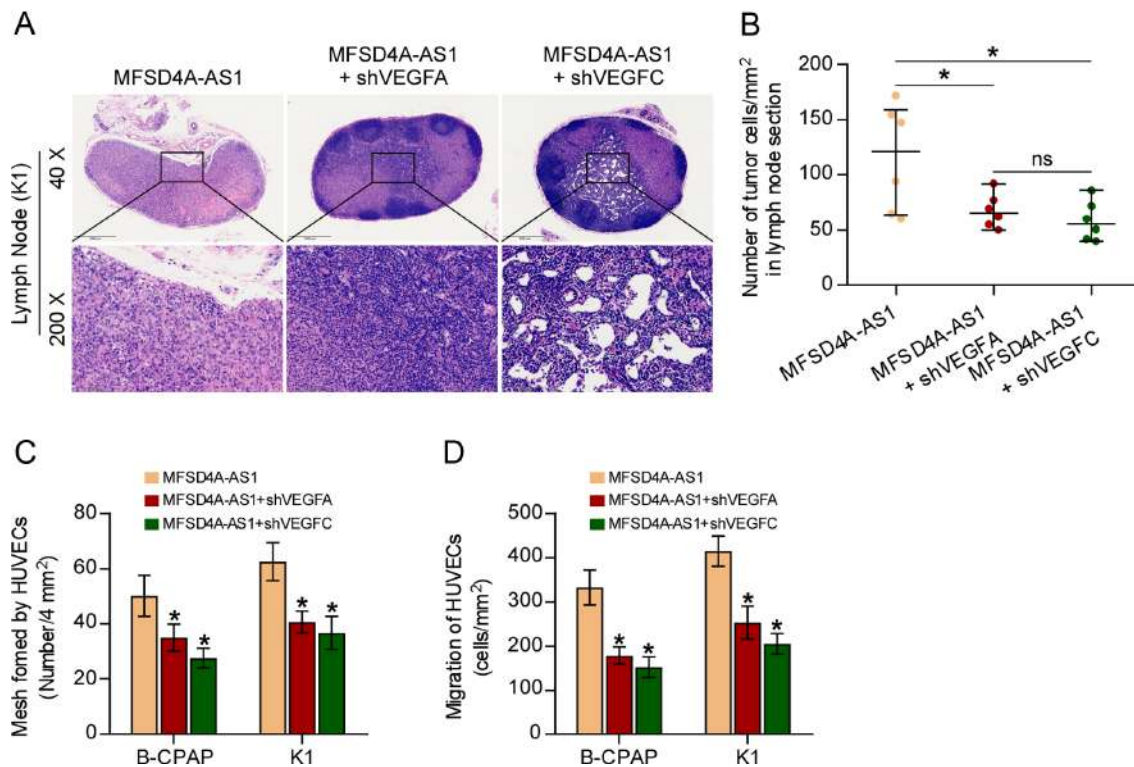 A
MFSD4A-AS1
MFSD4A-AS1
+ shVEGFA
MFSD4A-AS1
+ shVEGFC
Lymph Node (K1)
40 X
200 X
B
Number of tumor cells/mm²
in lymph node section
200
150
100
50
0
*
*
ns
MFSD4A-AS1
MFSD4A-AS1
+ shVEGFA
MFSD4A-AS1
+ shVEGFC
C
MFSD4A-AS1
MFSD4A-AS1+shVEGFA
MFSD4A-AS1+shVEGFC
Mesh fomed by HUVECs
(Number/4 mm²)
80
60
40
20
0
*
*
*
*
B-CPAP
K1
D
MFSD4A-AS1
MFSD4A-AS1+shVEGFA
MFSD4A-AS1+shVEGFC
Migration of HUVECs
(cells/mm²)
500
400
300
200
100
0
*
*
*
*
B-CPAP
K1